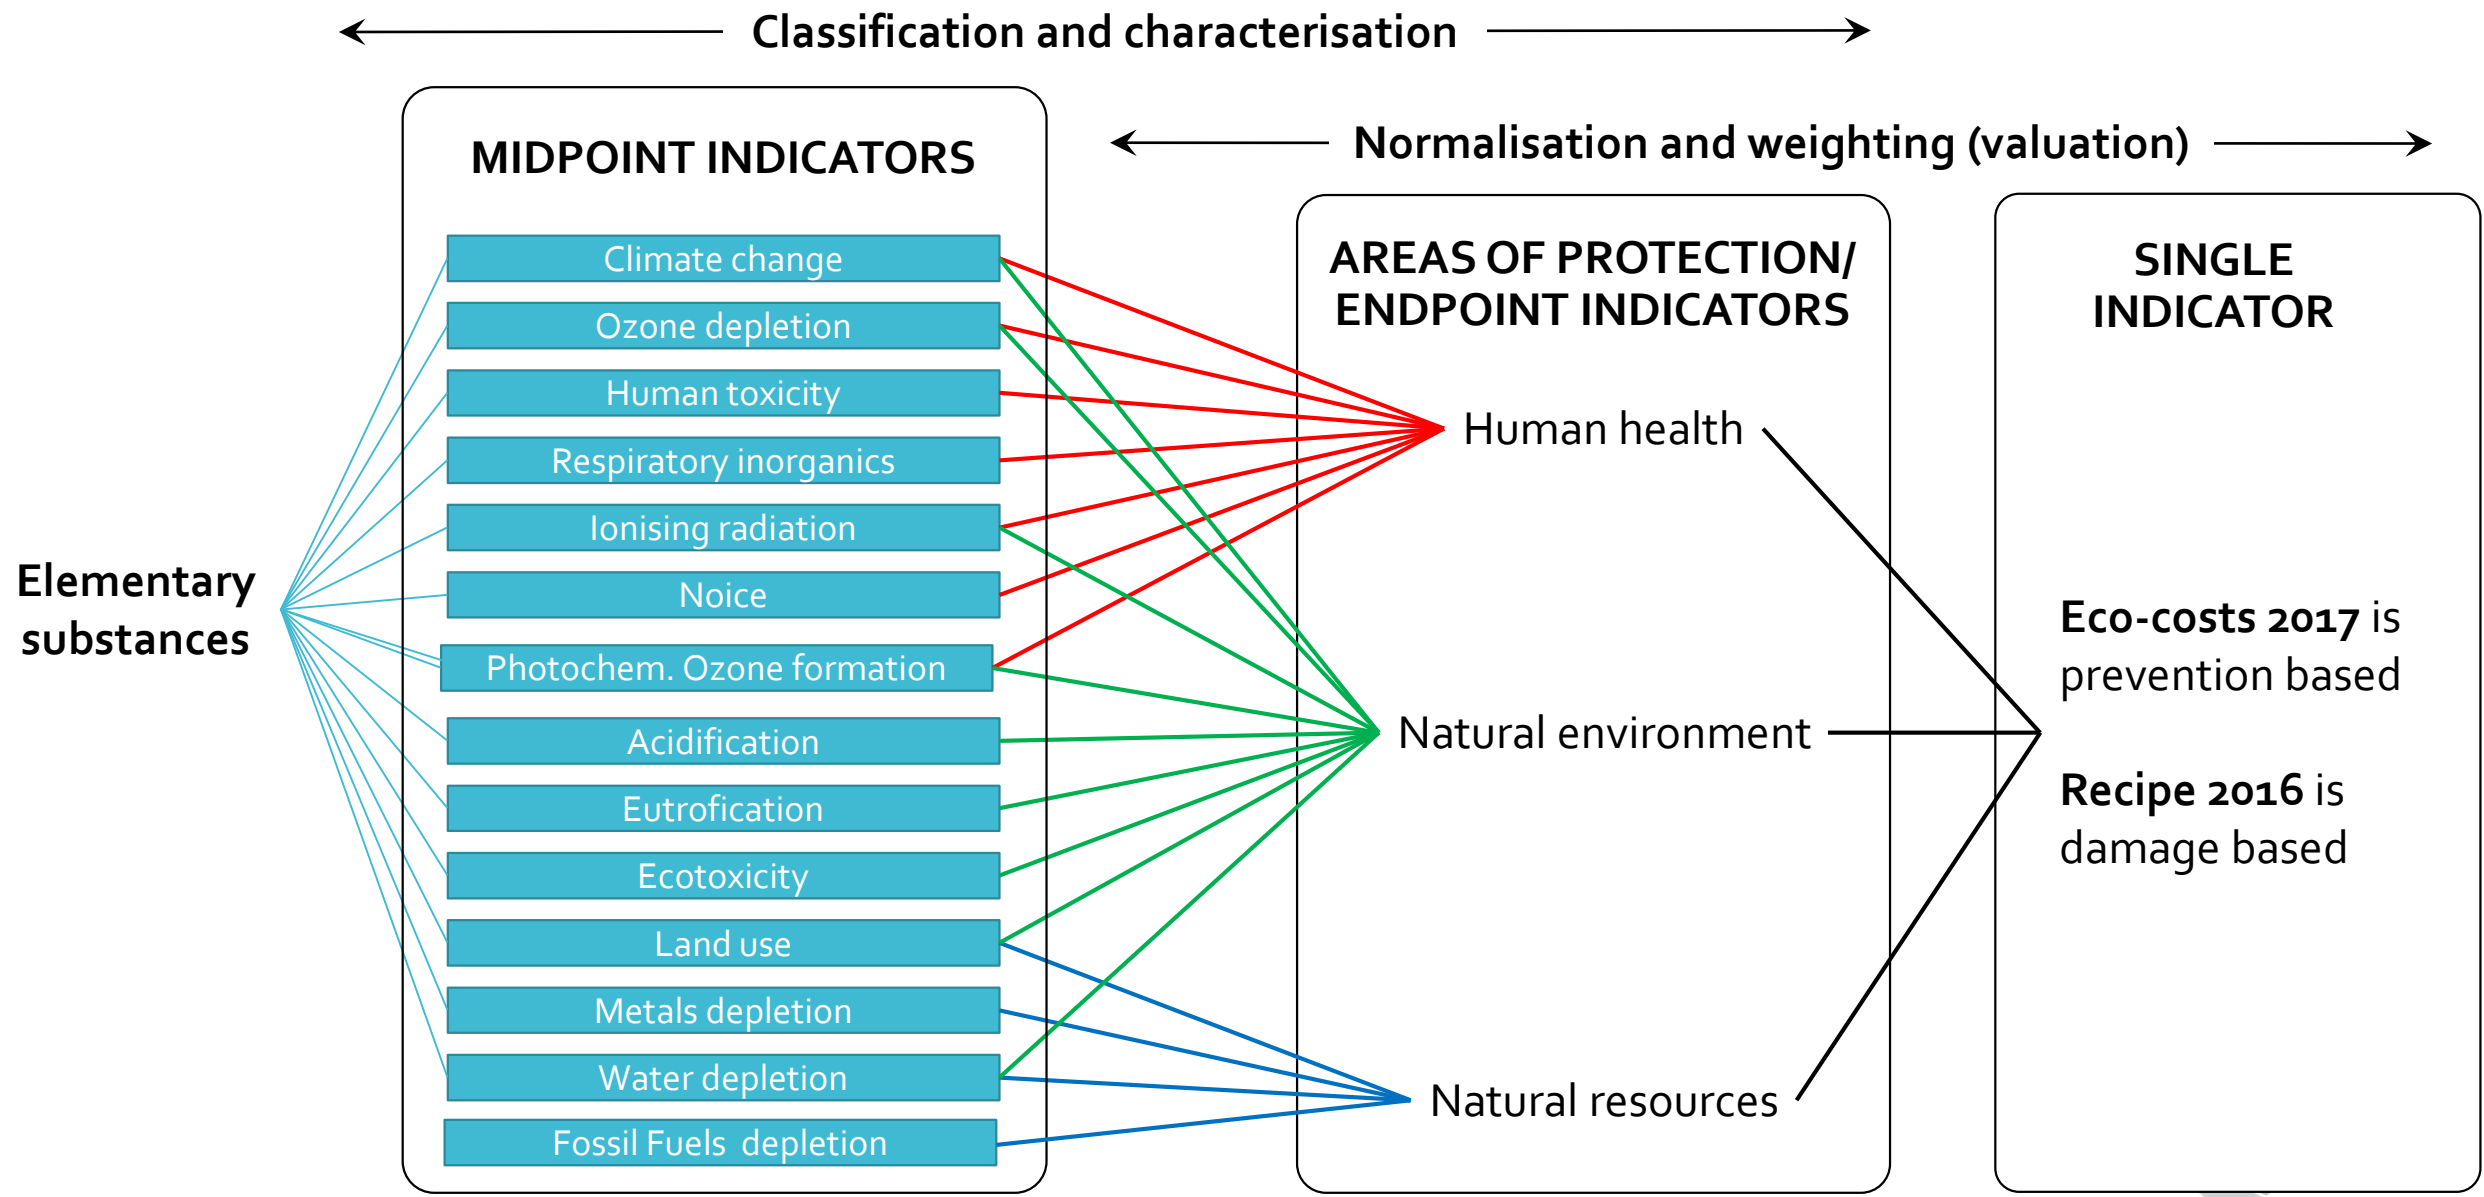 Classification and characterisation
Normalisation and weighting (valuation)
MIDPOINT INDICATORS
Climate change
Ozone depletion
Human toxicity
Respiratory inorganics
Ionising radiation
Noice
Photochem. Ozone formation
Acidification
Eutrofication
Ecotoxicity
Land use
Metals depletion
Water depletion
Fossil Fuels  depletion
Elementary
substances
AREAS OF PROTECTION/
ENDPOINT INDICATORS
Human health
Natural environment
Natural resources
SINGLE
INDICATOR
Eco-costs 2017 is
prevention based
Recipe 2016 is
damage based